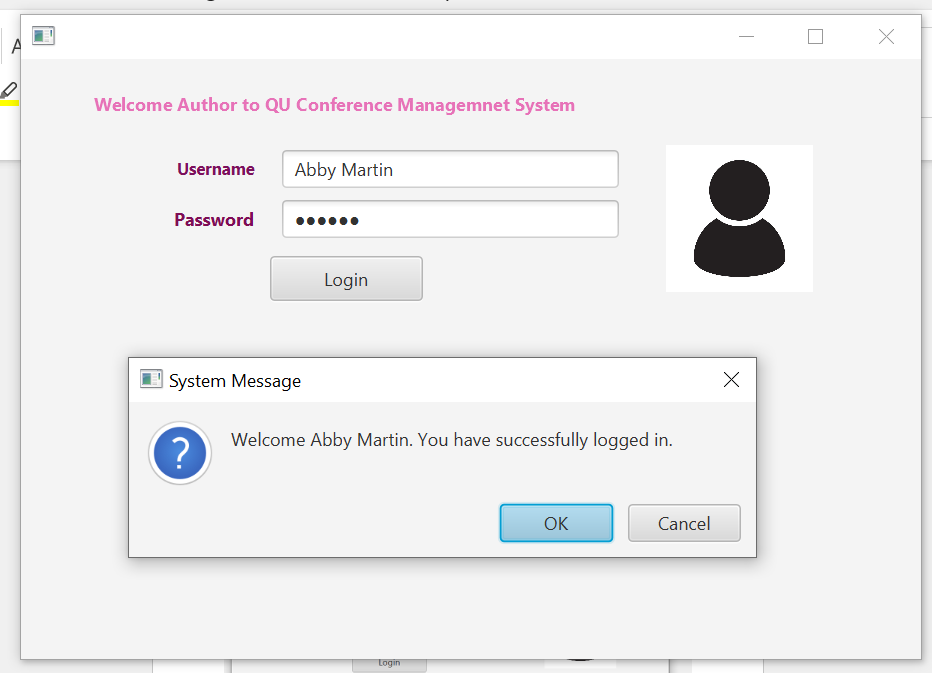 Welcome Author to QU Conference Managemnet System
Username
Abby Martin
Password
Login
System Message
?
Welcome Abby Martin. You have successfully logged in.
OK
Cancel
Login